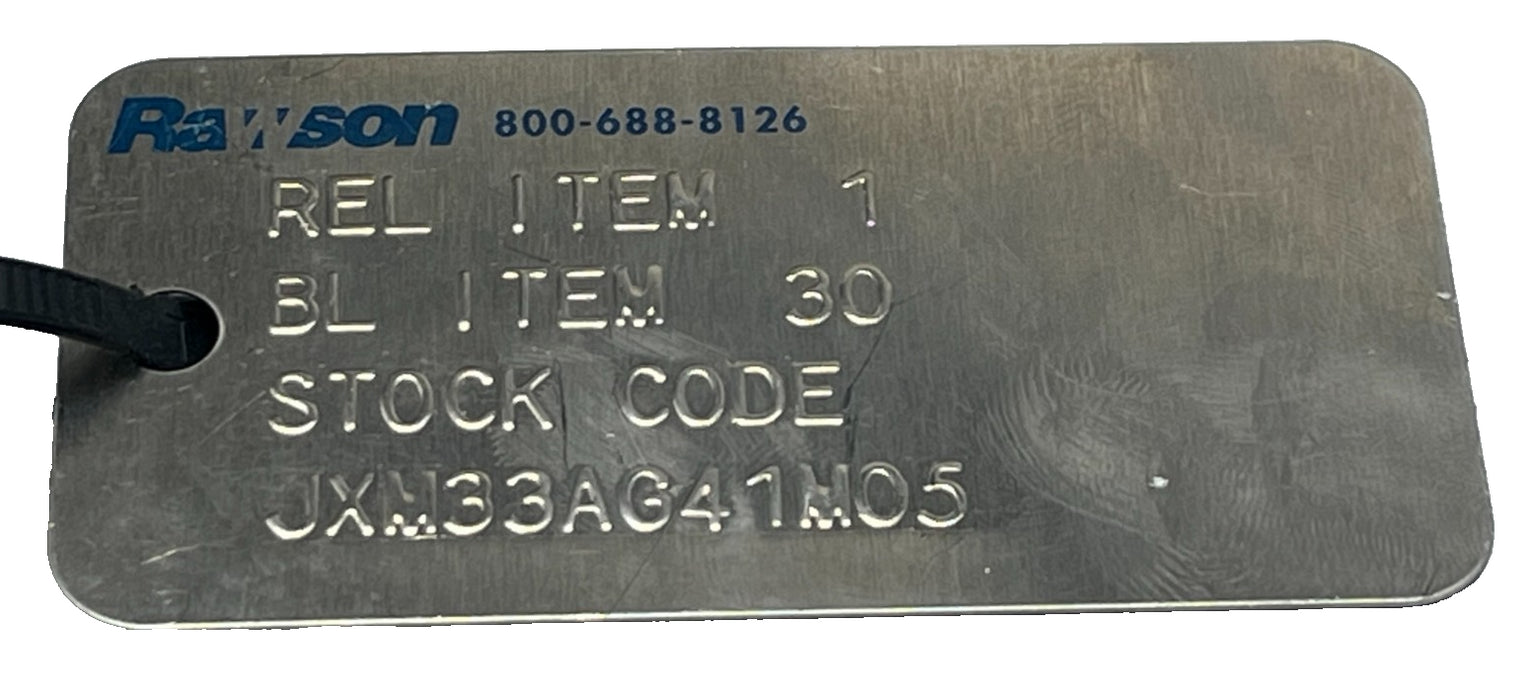 Rawson 800-688-8126
REL ITEM 1
BL ITEM 30
STOCK CODE
JXM33AG41M05